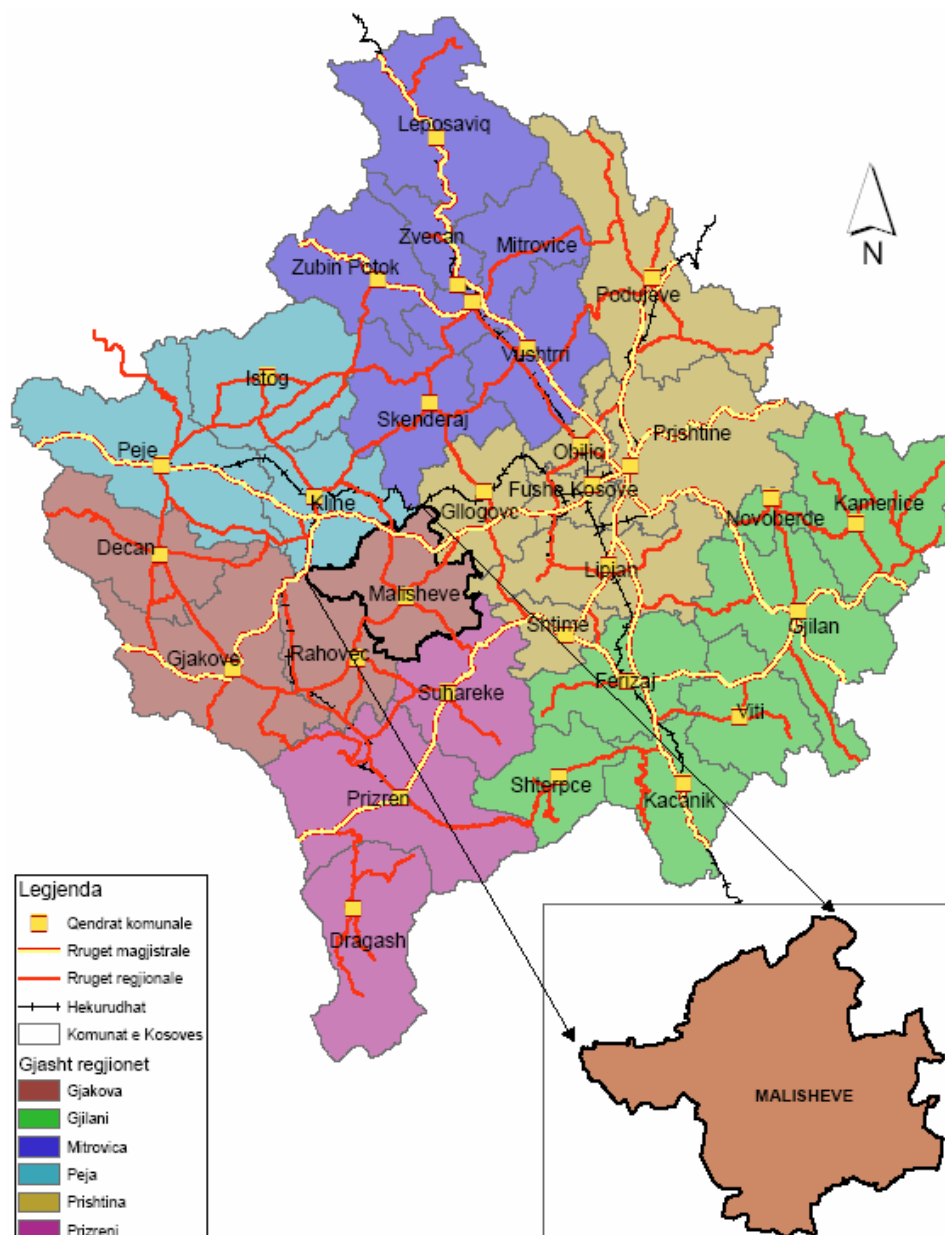 Leposaviq
Zvecan
Mitrovice
Zubin Potok
Podujeve
Vushtrri
Istog
Skenderaj
Peje
Obiliq
Prishtine
Kline
Fushe Kosove
Gllogovc
Novoberde
Kamenice
Decan
Malisheve
Lipjan
Shtime
Gjilan
Gjakove
Rahovec
Suhareke
Ferizaj
Viti
Prizren
Shterpce
Kacanik
Dragash
N
Legjenda
Qendrat komunale
Rruget magjistrale
Rruget regjionale
Hekurudhat
Komunat e Kosoves
Gjasht regjionet
Gjakova
Gjilani
Mitrovica
Peja
Prishtina
Prizreni
MALISHEVE